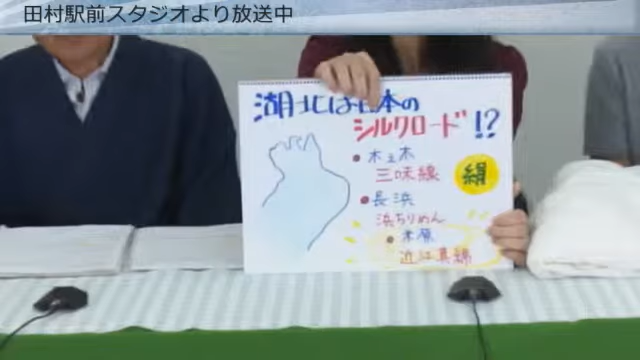 田村駅前スタジオより放送中
湖北は日本の
シルクロード!?
木之本
三味線
絹
長浜
浜ちりめん
米原
近江真綿